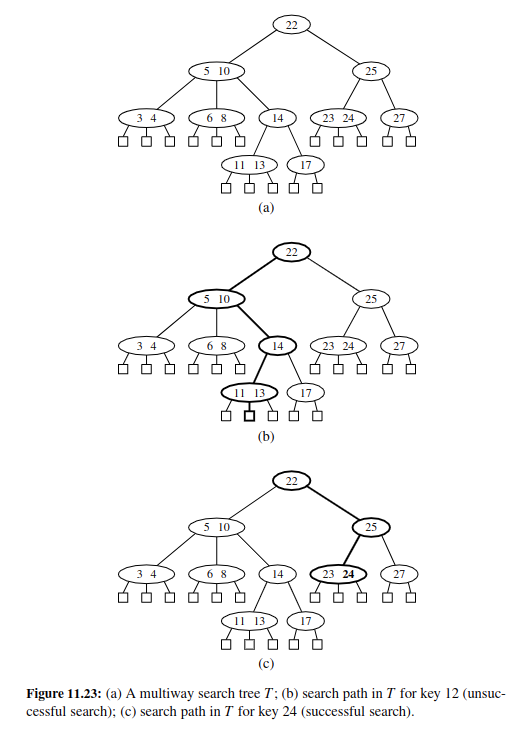 22
5 10 25
3 4 6 8 14 23 24 27
11 13 17
(a)
22
5 10 25
3 4 6 8 14 23 24 27
11 13 17
(b)
22
5 10 25
3 4 6 8 14 23 24 27
11 13 17
(c)
Figure 11.23: (a) A multiway search tree T; (b) search path in T for key 12 (unsuc-
cessful search); (c) search path in T for key 24 (successful search).